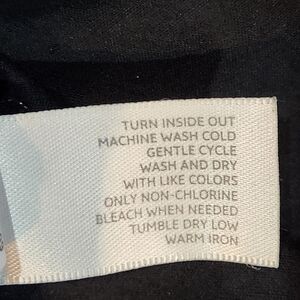 TURN INSIDE OUT
MACHINE WASH COLD
GENTLE CYCLE
WASH AND DRY
WITH LIKE COLORS
ONLY NON-CHLORINE
BLEACH WHEN NEEDED
TUMBLE DRY LOW
WARM IRON